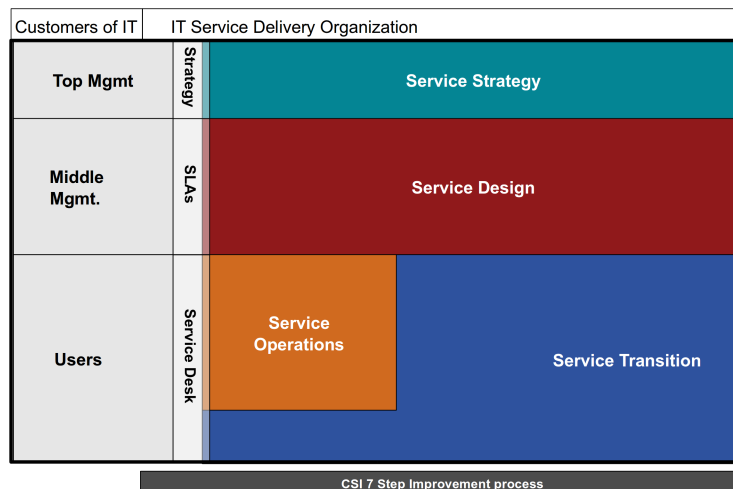 Customers of IT
IT Service Delivery Organization
Top Mgmt
Strategy
Service Strategy
Middle
Mgmt.
SLAs
Service Design
Users
Service Desk
Service
Operations
Service Transition
CSI 7 Step Improvement process